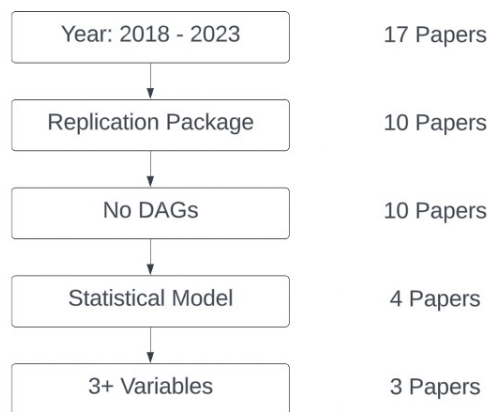 Year: 2018 - 2023 17 Papers
Replication Package 10 Papers
No DAGs 10 Papers
Statistical Model 4 Papers
3+ Variables 3 Papers